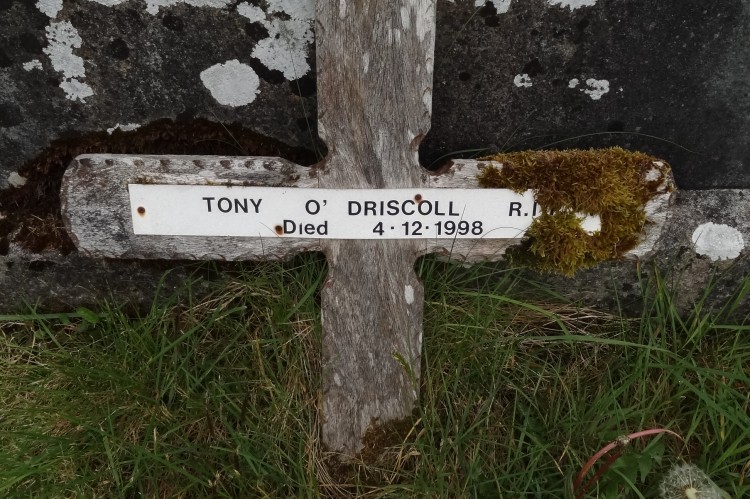 TONY O' DRISCOLL
Died 4·12·1998